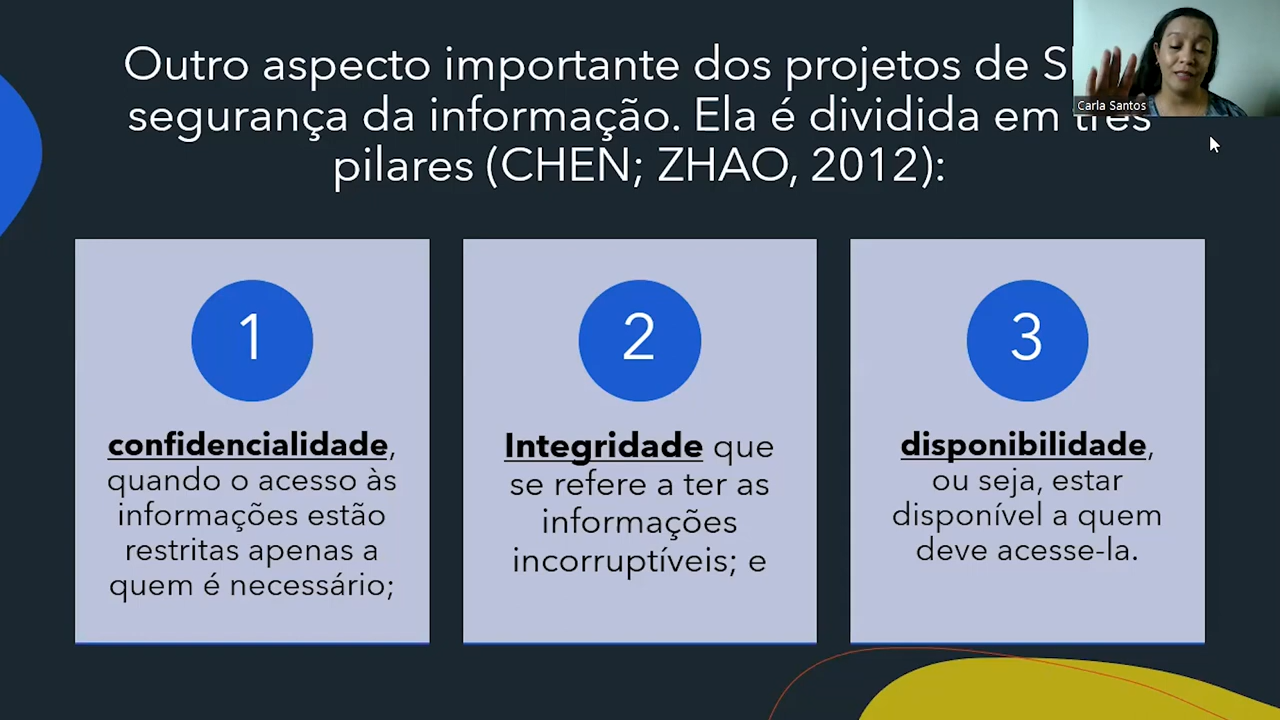 Outro aspecto importante dos projetos de
segurança da informação. Ela é dividida em três
pilares (CHEN; ZHAO, 2012):
Carla Santos
1
confidencialidade,
quando o acesso às
informações estão
restritas apenas a
quem é necessário;
2
Integridade que
se refere a ter as
informações
incorruptíveis; e
3
disponibilidade,
ou seja, estar
disponível a quem
deve acesse-la.